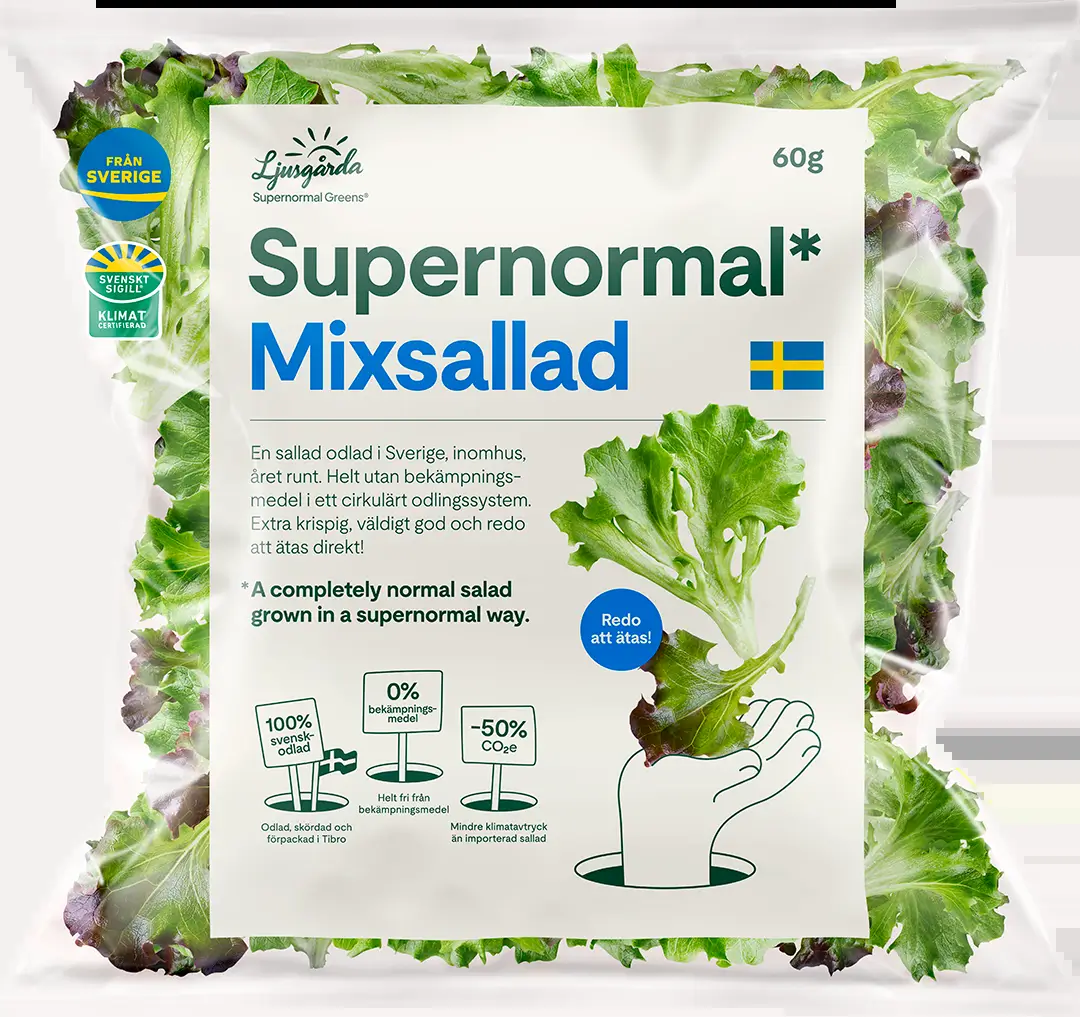 FRÅN
SVERIGE
SVENSKT
SIGILL®
KLIMAT
CERTIFIERAD
Ljusgårda
Supernormal Greens®
60g
Supernormal*
Mixsallad
En sallad odlad i Sverige, inomhus,
året runt. Helt utan bekämpnings-
medel i ett cirkulärt odlingssystem.
Extra krispig, väldigt god och redo
att ätas direkt!
*A completely normal salad
grown in a supernormal way.
Redo
att ätas!
100%
svensk-
odlad
Odlad, skördad och
förpackad i Tibro
0%
bekämpnings-
medel
Helt fri från
bekämpningsmedel
-50%
CO₂e
Mindre klimatavtryck
än importerad sallad